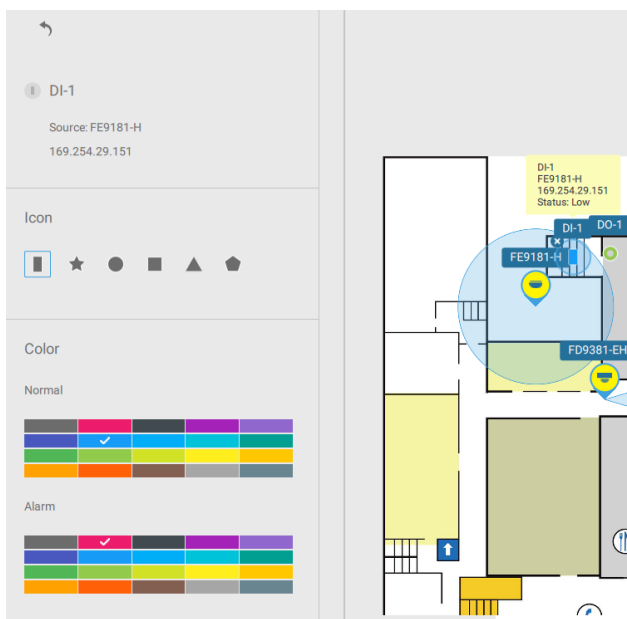 DI-1
Source: FE9181-H
169.254.29.151
Icon
Color
Normal
Alarm
DI-1
FE9181-H
169.254.29.151
Status: Low
DI-1
DO-1
FE9181-H
FD9381-EH